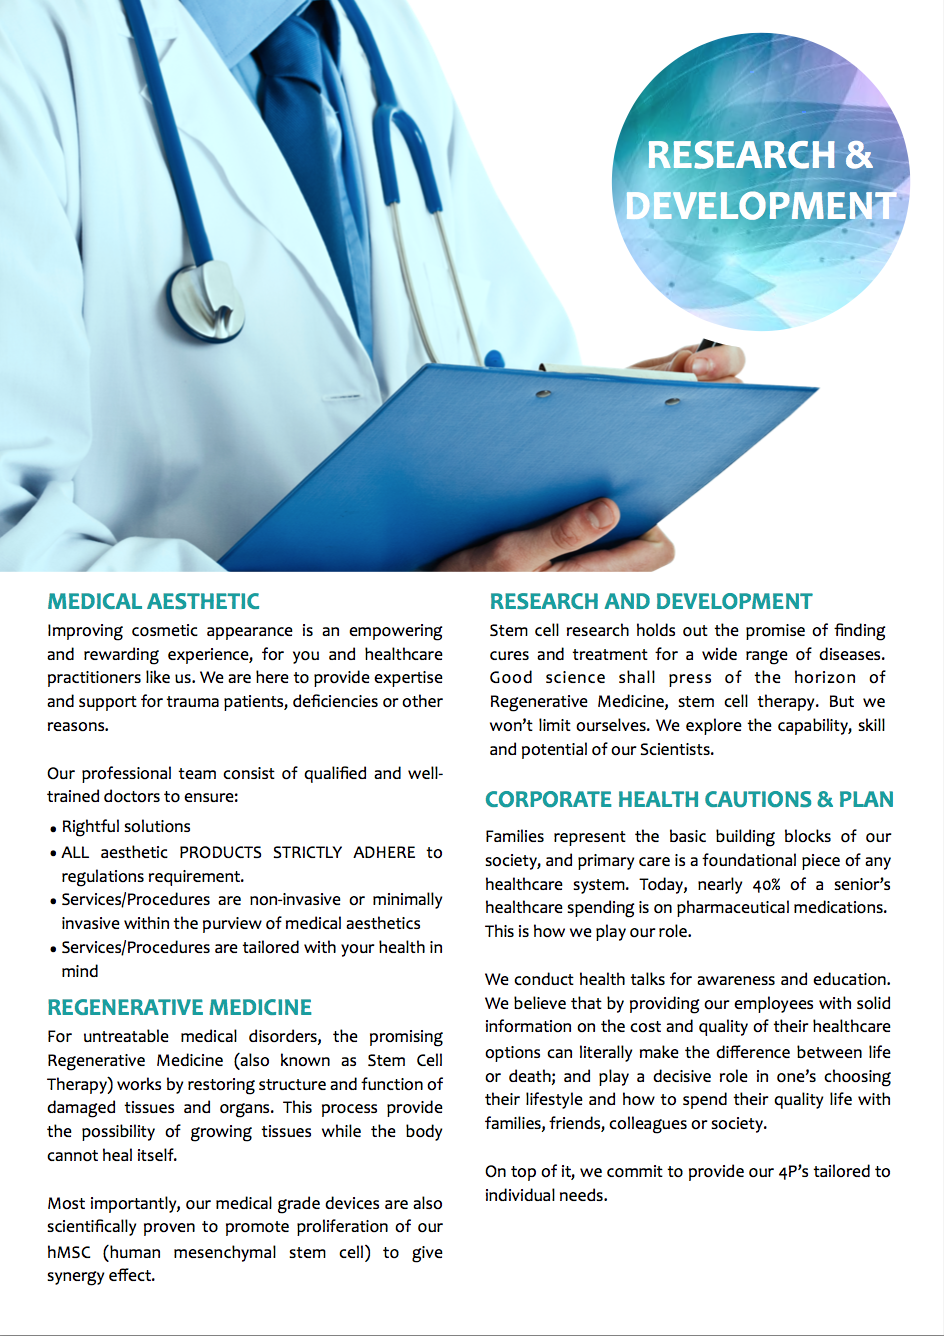 RESEARCH &
DEVELOPMENT
MEDICAL AESTHETIC
Improving cosmetic appearance is an empowering
and rewarding experience, for you and healthcare
practitioners like us. We are here to provide expertise
and support for trauma patients, deficiencies or other
reasons.
Our professional team consist of qualified and well-
trained doctors to ensure:
• Rightful solutions
• ALL aesthetic PRODUCTS STRICTLY ADHERE to
regulations requirement.
• Services/Procedures are non-invasive or minimally
invasive within the purview of medical aesthetics
• Services/Procedures are tailored with your health in
mind
REGENERATIVE MEDICINE
For untreatable medical disorders, the promising
Regenerative Medicine (also known as Stem Cell
Therapy) works by restoring structure and function of
damaged tissues and organs. This process provide
the possibility of growing tissues while the body
cannot heal itself.
Most importantly, our medical grade devices are also
scientifically proven to promote proliferation of our
hMSC (human mesenchymal stem cell) to give
synergy effect.
RESEARCH AND DEVELOPMENT
Stem cell research holds out the promise of finding
cures and treatment for a wide range of diseases.
Good science shall press of the horizon of
Regenerative Medicine, stem cell therapy. But we
won't limit ourselves. We explore the capability, skill
and potential of our Scientists.
CORPORATE HEALTH CAUTIONS & PLAN
Families represent the basic building blocks of our
society, and primary care is a foundational piece of any
healthcare system. Today, nearly 40% of a senior's
healthcare spending is on pharmaceutical medications.
This is how we play our role.
We conduct health talks for awareness and education.
We believe that by providing our employees with solid
information on the cost and quality of their healthcare
options can literally make the difference between life
or death; and play a decisive role in one's choosing
their lifestyle and how to spend their quality life with
families, friends, colleagues or society.
On top of it, we commit to provide our 4P's tailored to
individual needs.